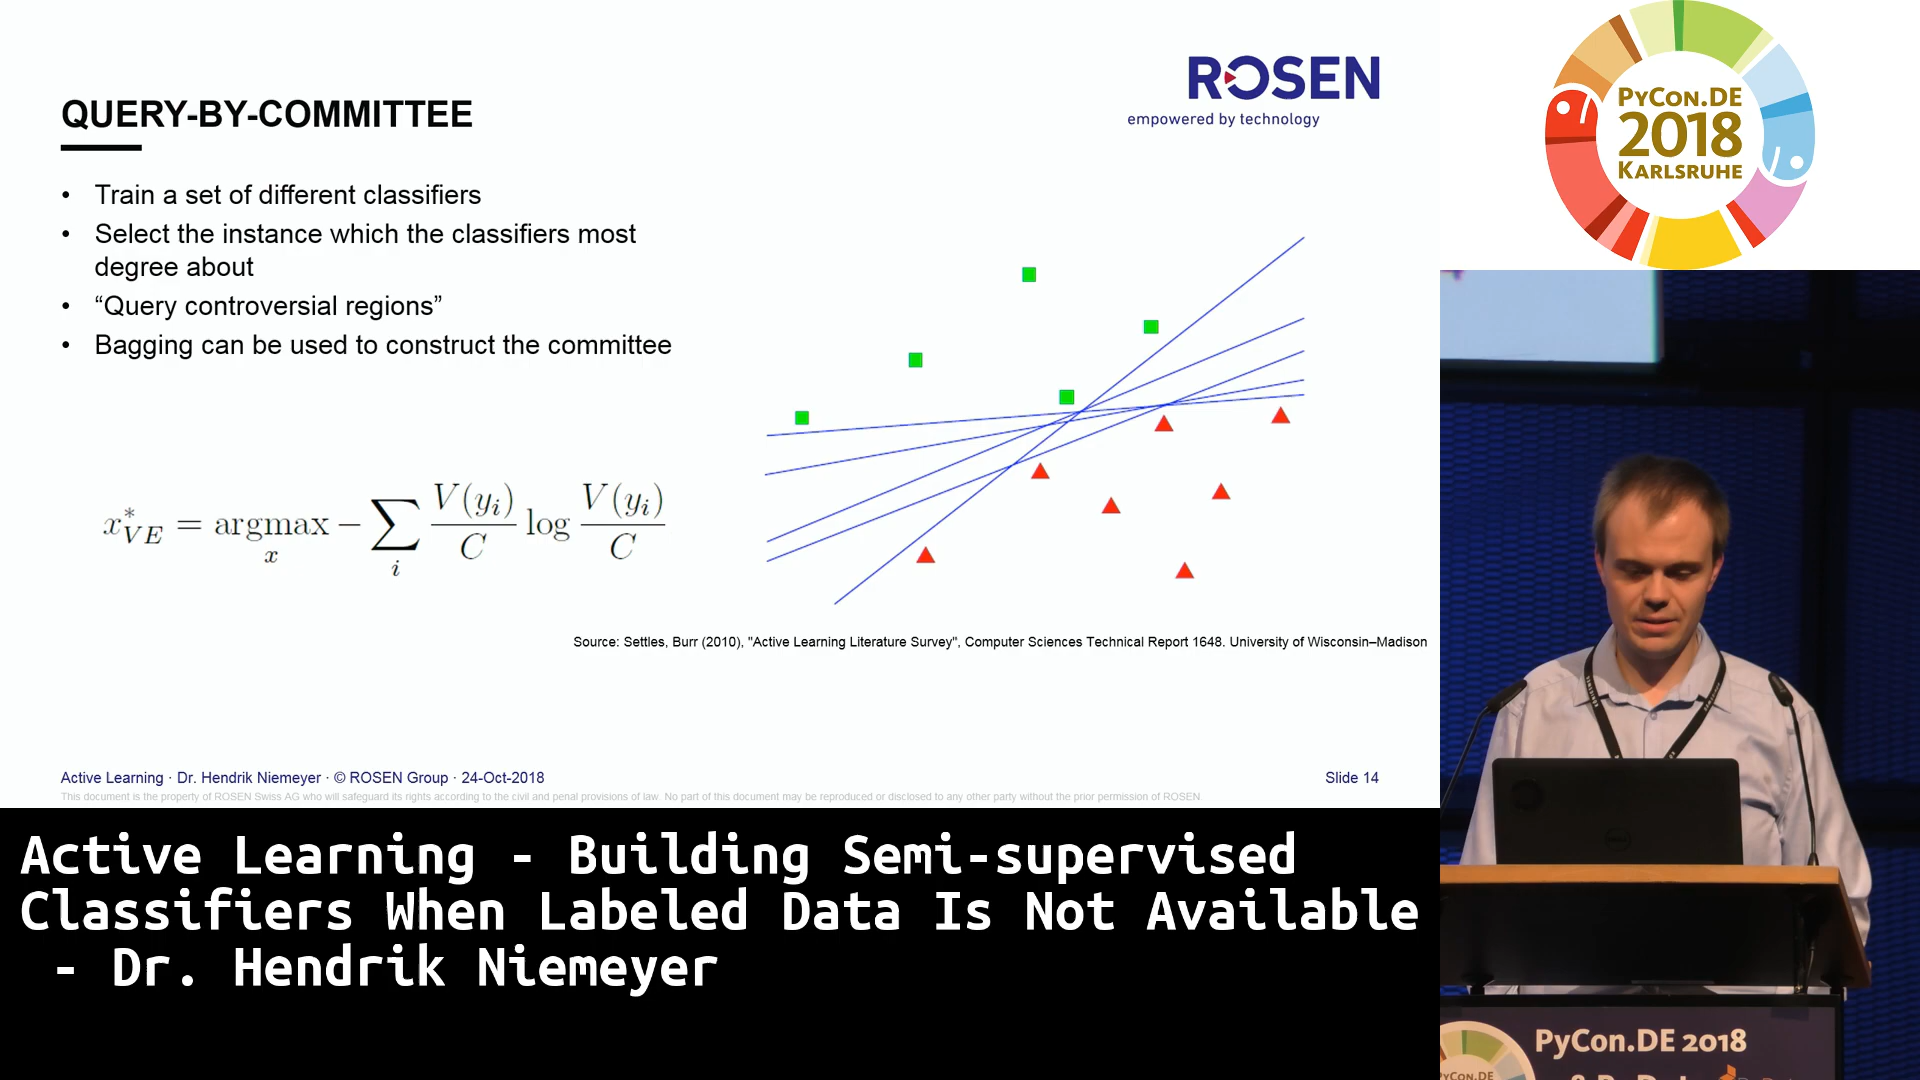 QUERY-BY-COMMITTEE
ROSEN
empowered by technology
• Train a set of different classifiers
• Select the instance which the classifiers most
degree about
• “Query controversial regions”
• Bagging can be used to construct the committee
x*_{VE} = argmax_x − ∑_i V(y_i)/C log V(y_i)/C
Source: Settles, Burr (2010), "Active Learning Literature Survey", Computer Sciences Technical Report 1648. University of Wisconsin–Madison
Active Learning · Dr. Hendrik Niemeyer · © ROSEN Group · 24-Oct-2018
Slide 14
This document is the property of ROSEN Swiss AG who will safeguard its rights according to the civil and penal provisions of law. No part of this document may be reproduced or disclosed to any other party without the prior permission of ROSEN.
PYCON.DE
2018
KARLSRUHE
Active Learning - Building Semi-supervised
Classifiers When Labeled Data Is Not Available
- Dr. Hendrik Niemeyer
PyCon.DE 2018